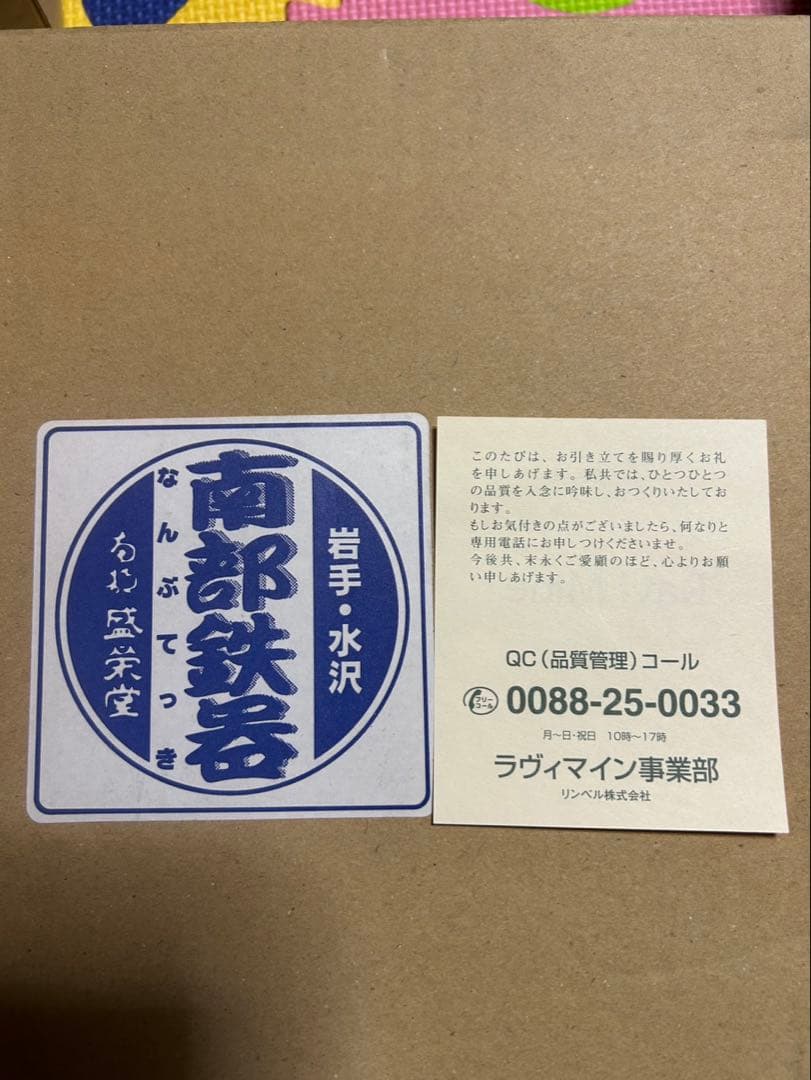 岩手・水沢
南部鉄器
なんぶてっき
盛栄堂
このたびは、お引き立てを賜り厚くお礼
を申しあげます。私共では、ひとつひとつ
の品質を入念に吟味し、おつくりいたしてお
ります。
もしお気付きの点がございましたら、何なりと
専用電話にお申しつけくださいませ。
今後共、末永くご愛顧のほど、心よりお願
い申しあげます。
QC(品質管理)コール
フリーコール 0088-25-0033
月〜日・祝日 10時〜17時
ラヴィマイン事業部
リンベル株式会社